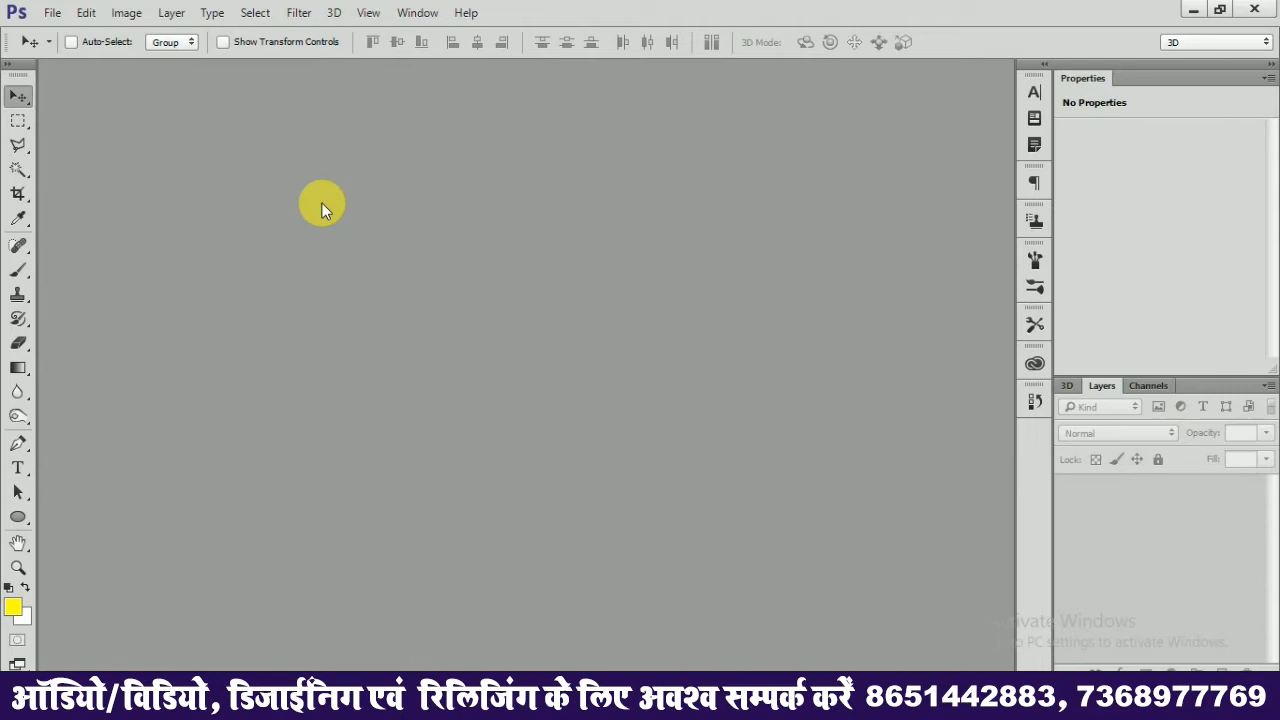 Ps File Edit Image Layer Type Select Filter 3D View Window Help
Auto-Select: Group Show Transform Controls 3D Mode: 3D
Properties
No Properties
3D Layers Channels
Kind
Normal Opacity:
Lock: Fill:
Activate Windows
to PC settings to activate Windows.
ऑडियो/विडियो, डिजाईनिंग एवं रिलिजिंग के लिए अवश्व सम्पर्क करें 8651442883, 7368977769